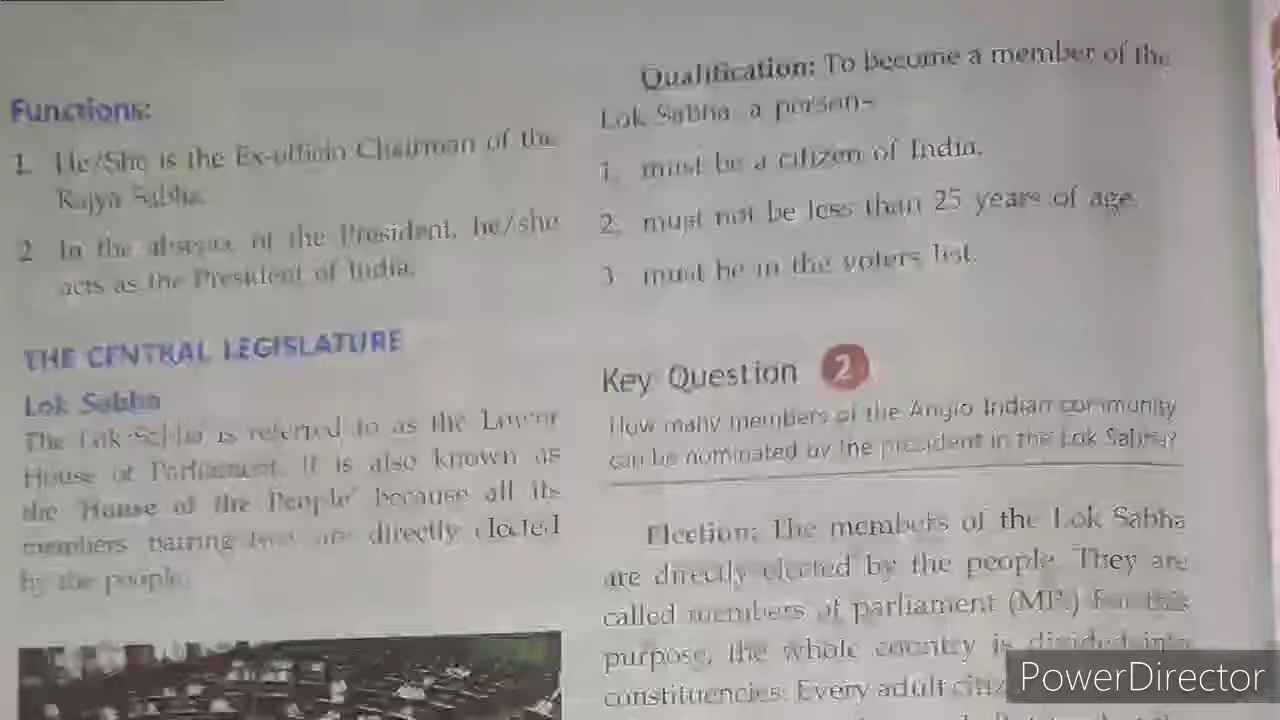 Functions:
1. He/She is the Ex-officio Chairman of the
Rajya Sabha.
2. In the absence of the President, he/she
acts as the President of India.
THE CENTRAL LEGISLATURE
Lok Sabha
The Lok Sabha is referred to as the Lower
House of Parliament. It is also known as
the 'House of the People' because all its
members barring two are directly elected
by the people.
Qualification: To become a member of the
Lok Sabha, a person–
1. must be a citizen of India.
2. must not be less than 25 years of age.
3. must be in the voters list.
Key Question 2
How many members of the Anglo Indian community
can be nominated by the president in the Lok Sabha?
Election: The members of the Lok Sabha
are directly elected by the people. They are
called members of parliament (MP.) For this
purpose, the whole country is divided into
constituencies. Every adult
PowerDirector